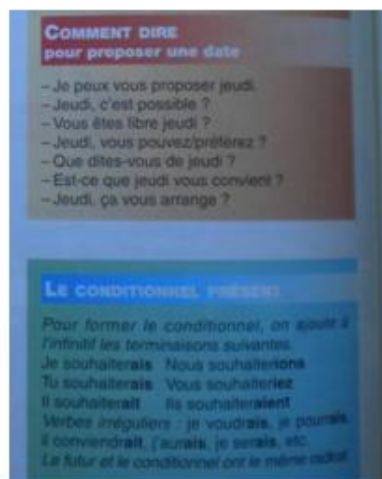 COMMENT DIRE
pour proposer une date
– Je peux vous proposer jeudi.
– Jeudi, c'est possible ?
– Vous êtes libre jeudi ?
– Jeudi, vous pouvez/préférez ?
– Que dites-vous de jeudi ?
– Est-ce que jeudi vous convient ?
– Jeudi, ça vous arrange ?
LE CONDITIONNEL PRÉSENT
Pour former le conditionnel, on ajoute à
l'infinitif les terminaisons suivantes.
Je souhaiterais Nous souhaiterions
Tu souhaiterais Vous souhaiteriez
Il souhaiterait Ils souhaiteraient
Verbes irréguliers : je voudrais, je pourrais,
il conviendrait, j'aurais, je serais, etc.
Le futur et le conditionnel ont le même radical.